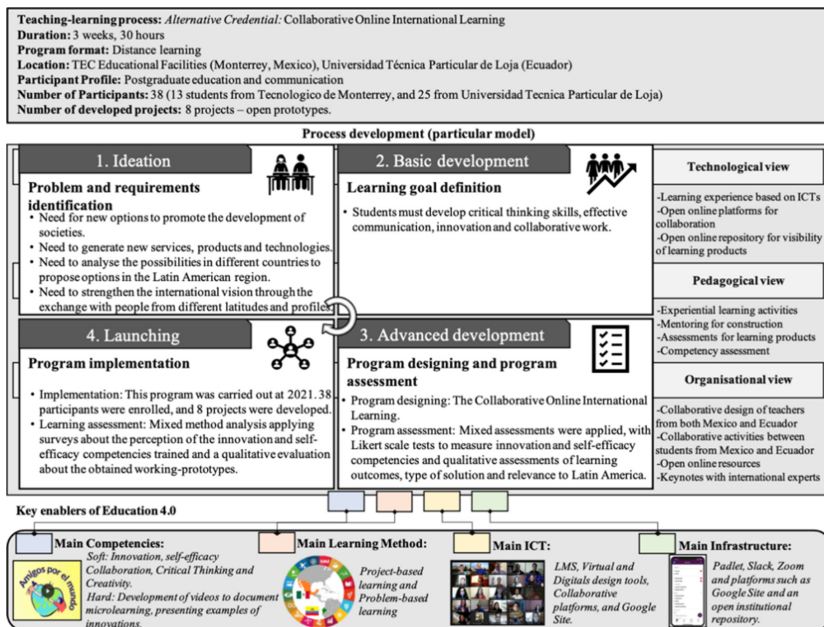 Teaching-learning process: Alternative Credential: Collaborative Online International Learning
Duration: 3 weeks, 30 hours
Program format: Distance learning
Location: TEC Educational Facilities (Monterrey, Mexico), Universidad Técnica Particular de Loja (Ecuador)
Participant Profile: Postgraduate education and communication
Number of Participants: 38 (13 students from Tecnologico de Monterrey, and 25 from Universidad Tecnica Particular de Loja)
Number of developed projects: 8 projects – open prototypes.
Process development (particular model)
1. Ideation
Problem and requirements
identification
• Need for new options to promote the development of
societies.
• Need to generate new services, products and technologies.
• Need to analyse the possibilities in different countries to
propose options in the Latin American region.
• Need to strengthen the international vision through the
exchange with people from different latitudes and profiles.
2. Basic development
Learning goal definition
• Students must develop critical thinking skills, effective
communication, innovation and collaborative work.
4. Launching
Program implementation
• Implementation: This program was carried out at 2021. 38
participants were enrolled, and 8 projects were developed.
• Learning assessment: Mixed method analysis applying
surveys about the perception of the innovation and self-
efficacy competencies trained and a qualitative evaluation
about the obtained working-prototypes.
3. Advanced development
Program designing and program
assessment
• Program designing: The Collaborative Online International
Learning.
• Program assessment: Mixed assessments were applied, with
Likert scale tests to measure innovation and self-efficacy
competencies and qualitative assessments of learning
outcomes, type of solution and relevance to Latin America.
Technological view
-Learning experience based on ICTs
-Open online platforms for
collaboration
-Open online repository for visibility
of learning products
Pedagogical view
-Experiential learning activities
-Mentoring for construction
-Assessments for learning products
-Competency assessment
Organisational view
-Collaborative design of teachers
from both Mexico and Ecuador
-Collaborative activities between
students from Mexico and Ecuador
-Open online resources
-Keynotes with international experts
Key enablers of Education 4.0
Main Competencies:
Soft: Innovation, self-efficacy
Collaboration, Critical Thinking and
Creativity.
Hard: Development of videos to document
microlearning, presenting examples of
innovations.
Amigos por el
mundo
Main Learning Method:
Project-based
learning and
Problem-based
learning
Main ICT:
LMS, Virtual and
Digitals design tools,
Collaborative
platforms, and Google
Site.
Main Infrastructure:
Padlet, Slack, Zoom
and platforms such as
Google Site and an
open institutional
repository.